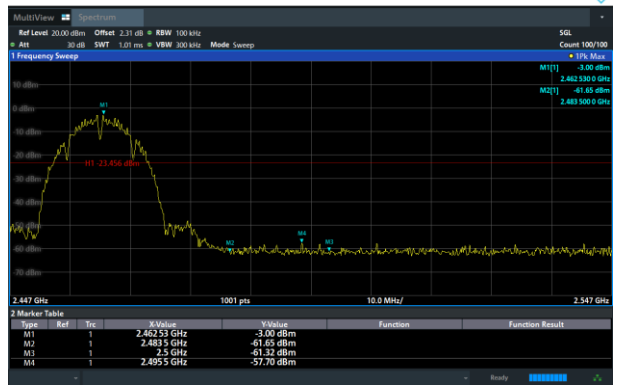 MultiView Spectrum
Ref Level 20.00 dBm Offset 2.31 dB RBW 100 kHz SGL
Att 30 dB SWT 1.01 ms VBW 300 kHz Mode Sweep Count 100/100
1 Frequency Sweep 1Pk Max
M1[1] -3.00 dBm
2.462 530 0 GHz
M2[1] -61.65 dBm
2.483 500 0 GHz
10 dBm
0 dBm
M1
-10 dBm
-20 dBm
H1 -23.456 dBm
-30 dBm
-40 dBm
-50 dBm
M2 M4 M3
-60 dBm
-70 dBm
2.447 GHz 1001 pts 10.0 MHz/ 2.547 GHz
2 Marker Table
Type Ref Trc X-Value Y-Value Function Function Result
M1 1 2.46253 GHz -3.00 dBm
M2 1 2.4835 GHz -61.65 dBm
M3 1 2.5 GHz -61.32 dBm
M4 1 2.4955 GHz -57.70 dBm
Ready